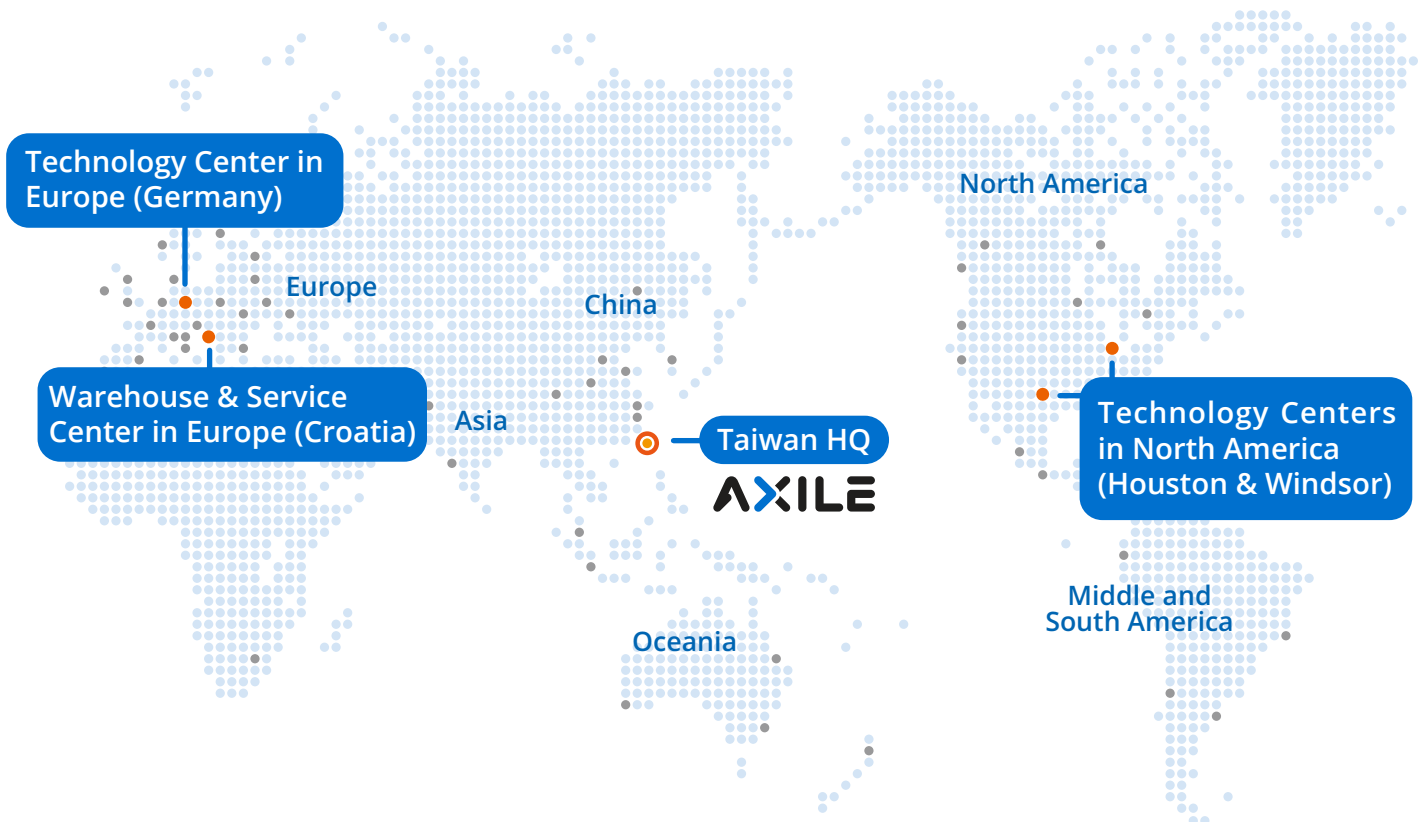 Technology Center in
Europe (Germany)
North America
Europe
China
Warehouse & Service
Center in Europe (Croatia)
Asia
Taiwan HQ
AXILE
Technology Centers
in North America
(Houston & Windsor)
Middle and
South America
Oceania